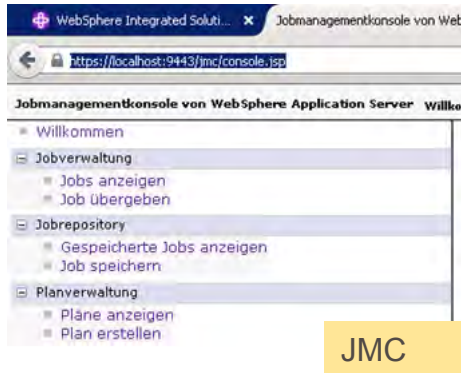 WebSphere Integrated Soluti... × Jobmanagementkonsole von Web
https://localhost:9443/jmc/console.jsp
Jobmanagementkonsole von WebSphere Application Server Willko
Willkommen
Jobverwaltung
Jobs anzeigen
Job übergeben
Jobrepository
Gespeicherte Jobs anzeigen
Job speichern
Planverwaltung
Pläne anzeigen
Plan erstellen
JMC